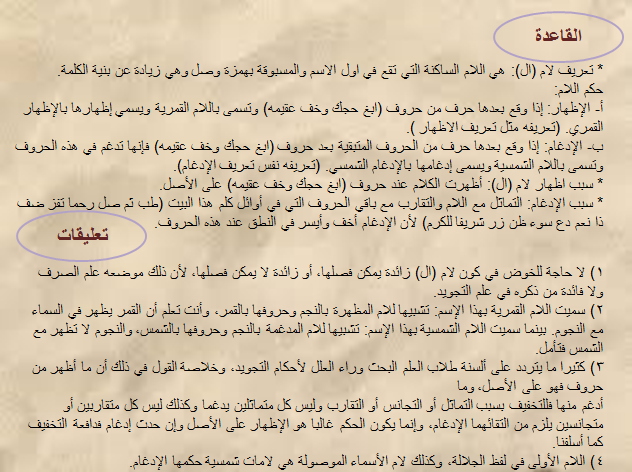 القاعدة
* تعريف لام (ال): هي اللام الساكنة التي تقع في اول الاسم والمسبوقة بهمزة وصل وهي زيادة عن بنية الكلمة.
حكم اللام:
أ- الإظهار: إذا وقع بعدها حرف من حروف (ابغ حجك وخف عقيمه) وتسمى باللام القمرية ويسمي إظهارها بالإظهار
القمري. (تعريفه مثل تعريف الاظهار ).
ب- الإدغام: إذا وقع بعدها حرف من الحروف المتبقية بعد حروف (ابغ حجك وخف عقيمه) فإنها تدغم في هذه الحروف
وتسمى باللام الشمسية ويسمى إدغامها بالإدغام الشمسي. (تعريفه نفس تعريف الإدغام).
* سبب اظهار لام (ال): أظهرت الكلام عند حروف (ابغ حجك وخف عقيمه) على الأصل.
* سبب الإدغام: التماثل مع اللام والتقارب مع باقي الحروف التي في أوائل كلم هذا البيت (طب ثم صل رحما تفز ضف
ذا نعم دع سوء ظن زر شريفا للكرم) لأن الإدغام أخف وأيسر في النطق عند هذه الحروف.
تعليقات
١) لا حاجة للخوض في كون لام (ال) زائدة يمكن فصلها، أو زائدة لا يمكن فصلها، لأن ذلك موضعه علم الصرف
ولا فائدة من ذكره في علم التجويد.
٢) سميت اللام القمرية بهذا الإسم: تشبيها للام المظهرة بالنجم وحروفها بالقمر، وأنت تعلم أن القمر يظهر في السماء
مع النجوم. بينما سميت اللام الشمسية بهذا الإسم: تشبيها للام المدغمة بالنجم وحروفها بالشمس، والنجوم لا تظهر مع
الشمس فتأمل.
٣) كثيرا ما يتردد على ألسنة طلاب العلم البحث وراء العلل لأحكام التجويد، وخلاصة القول في ذلك أن ما أظهر من
حروف فهو على الأصل، وما
أدغم منها فللتخفيف بسبب التماثل أو التجانس أو التقارب وليس كل متماثلين يدغما وكذلك ليس كل متقاربين أو
متجانسين يلزم من التقائهما الإدغام، وإنما يكون الحكم غالبا هو الإظهار على الأصل وإن حدث إدغام فدافعة التخفيف
كما أسلفنا.
٤) اللام الأولى في لفظ الجلالة، وكذلك لام الأسماء الموصولة هي لامات شمسية حكمها الإدغام.